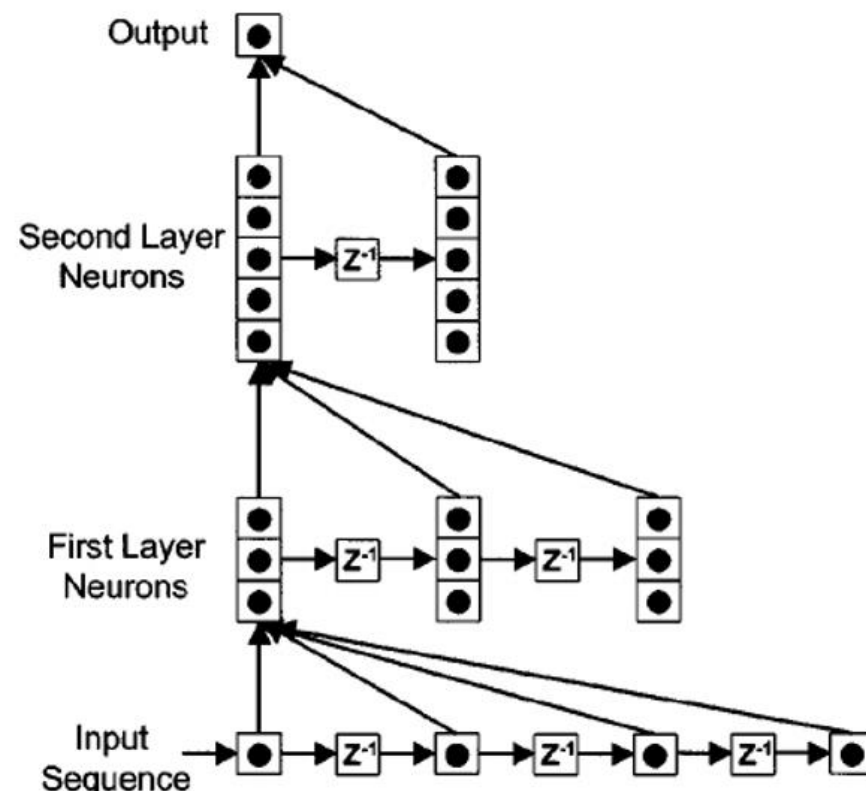 Output
Second Layer
Neurons
Z⁻¹
First Layer
Neurons
Z⁻¹
Z⁻¹
Input
Sequence
Z⁻¹
Z⁻¹
Z⁻¹